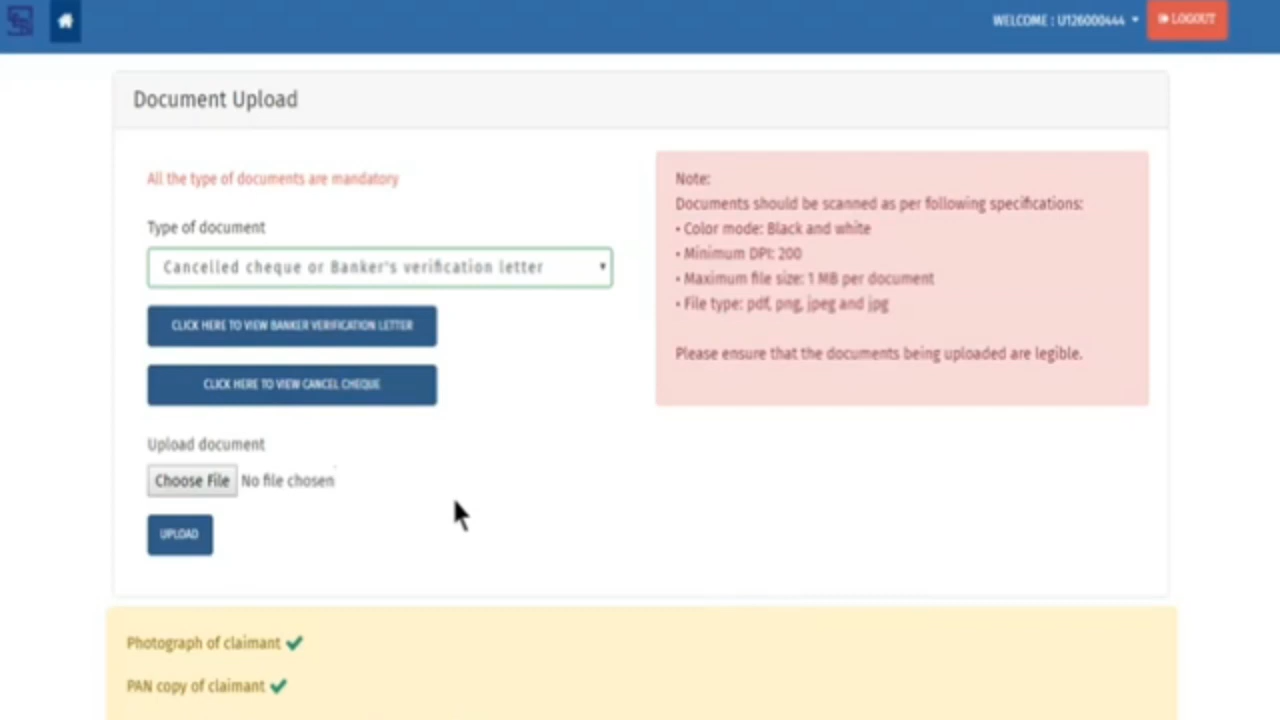 WELCOME : U126000444
LOGOUT
Document Upload
All the type of documents are mandatory
Type of document
Cancelled cheque or Banker's verification letter
CLICK HERE TO VIEW BANKER VERIFICATION LETTER
CLICK HERE TO VIEW CANCEL CHEQUE
Upload document
Choose File No file chosen
UPLOAD
Note:
Documents should be scanned as per following specifications:
• Color mode: Black and white
• Minimum DPI: 200
• Maximum file size: 1 MB per document
• File type: pdf, png, jpeg and jpg
Please ensure that the documents being uploaded are legible.
Photograph of claimant ✔
PAN copy of claimant ✔